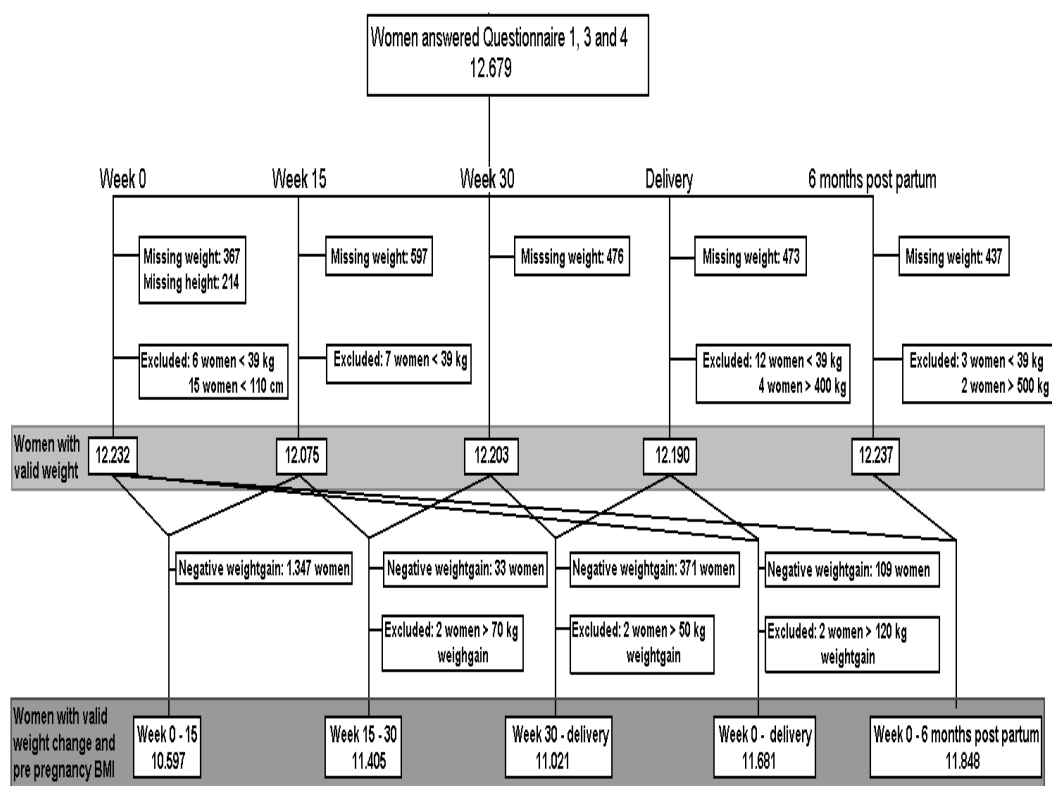 Women answered Questionnaire 1, 3 and 4
12.679
Week 0
Week 15
Week 30
Delivery
6 months post partum
Missing weight: 367
Missing height: 214
Missing weight: 597
Misssing weight: 476
Missing weight: 473
Missing weight: 437
Excluded: 6 women < 39 kg
15 women < 110 cm
Excluded: 7 women < 39 kg
Excluded: 12 women < 39 kg
4 women > 400 kg
Excluded: 3 women < 39 kg
2 women > 500 kg
Women with
valid weight
12.232
12.075
12.203
12.190
12.237
Negative weightgain: 1.347 women
Negative weightgain: 33 women
Negative weightgain: 371 women
Negative weightgain: 109 women
Excluded: 2 women > 70 kg
weighgain
Excluded: 2 women > 50 kg
weightgain
Excluded: 2 women > 120 kg
weightgain
Women with valid
weight change and
pre pregnancy BMI
Week 0 - 15
10.597
Week 15 - 30
11.405
Week 30 - delivery
11.021
Week 0 - delivery
11.681
Week 0 - 6 months post partum
11.848